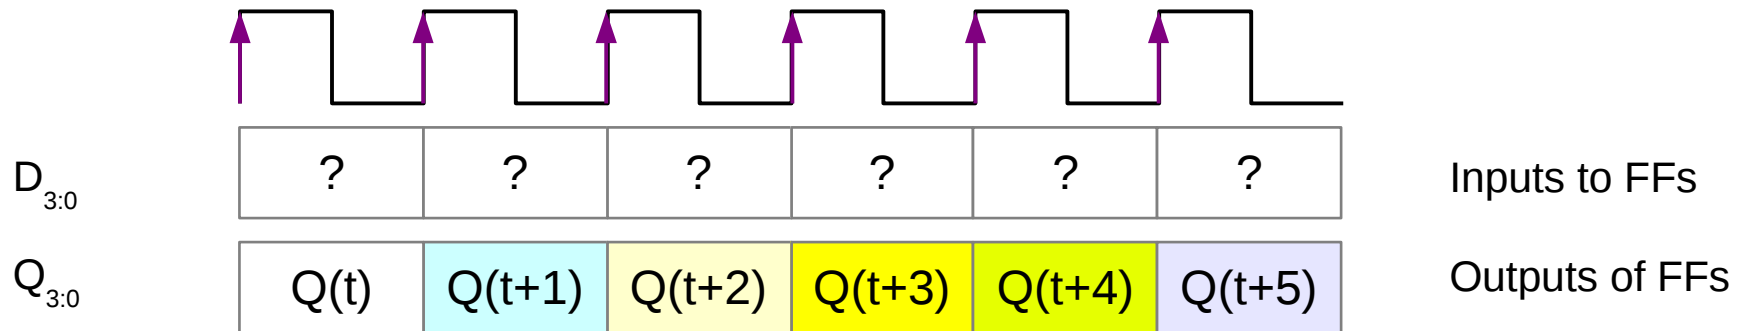 D3:0 ? ? ? ? ? ? Inputs to FFs
Q3:0 Q(t) Q(t+1) Q(t+2) Q(t+3) Q(t+4) Q(t+5) Outputs of FFs